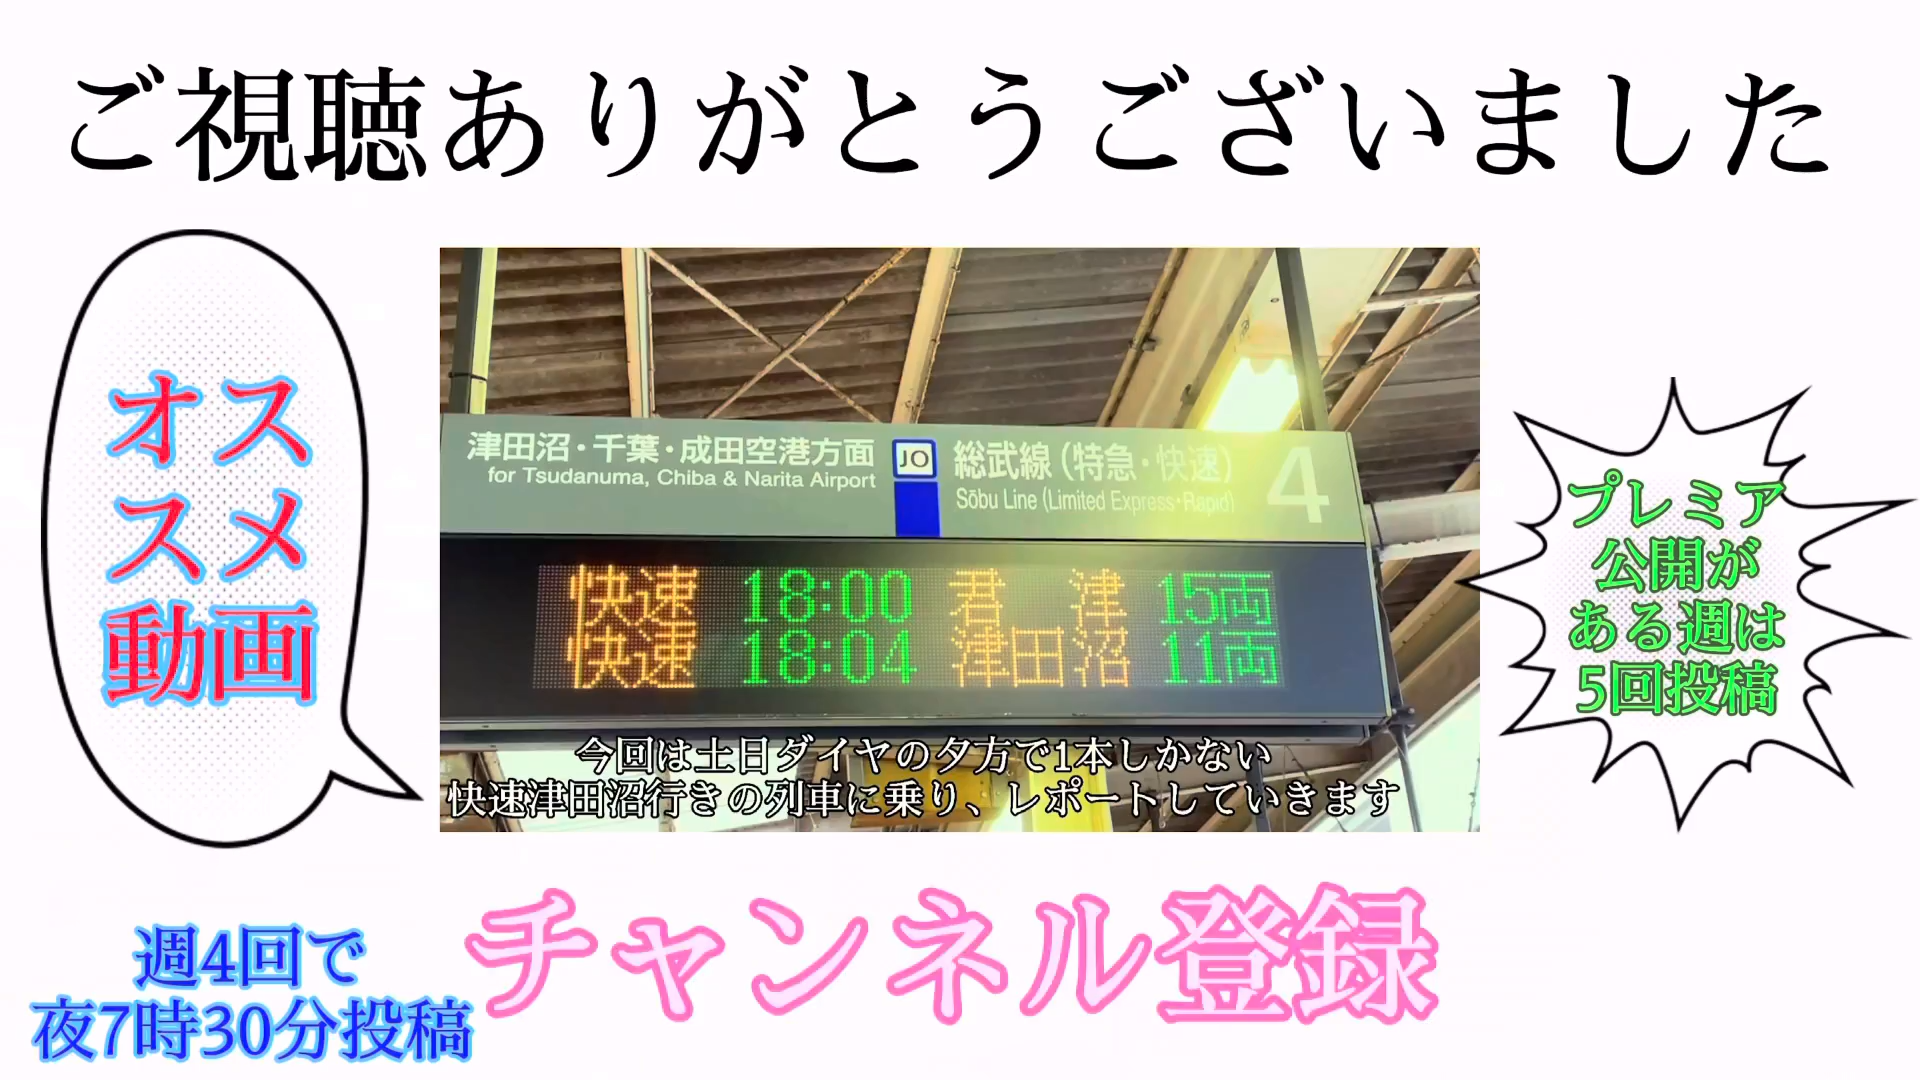 ご視聴ありがとうございました
オス
スメ
動画
津田沼・千葉・成田空港方面
for Tsudanuma, Chiba & Narita Airport
JO
総武線（特急・快速）
Sōbu Line (Limited Express・Rapid)
4
快速 18:00 君津 15両
快速 18:04 津田沼 11両
今回は土日ダイヤの夕方で1本しかない
快速津田沼行きの列車に乗り、レポートしていきます
プレミア
公開が
ある週は
5回投稿
チャンネル登録
週4回で
夜7時30分投稿